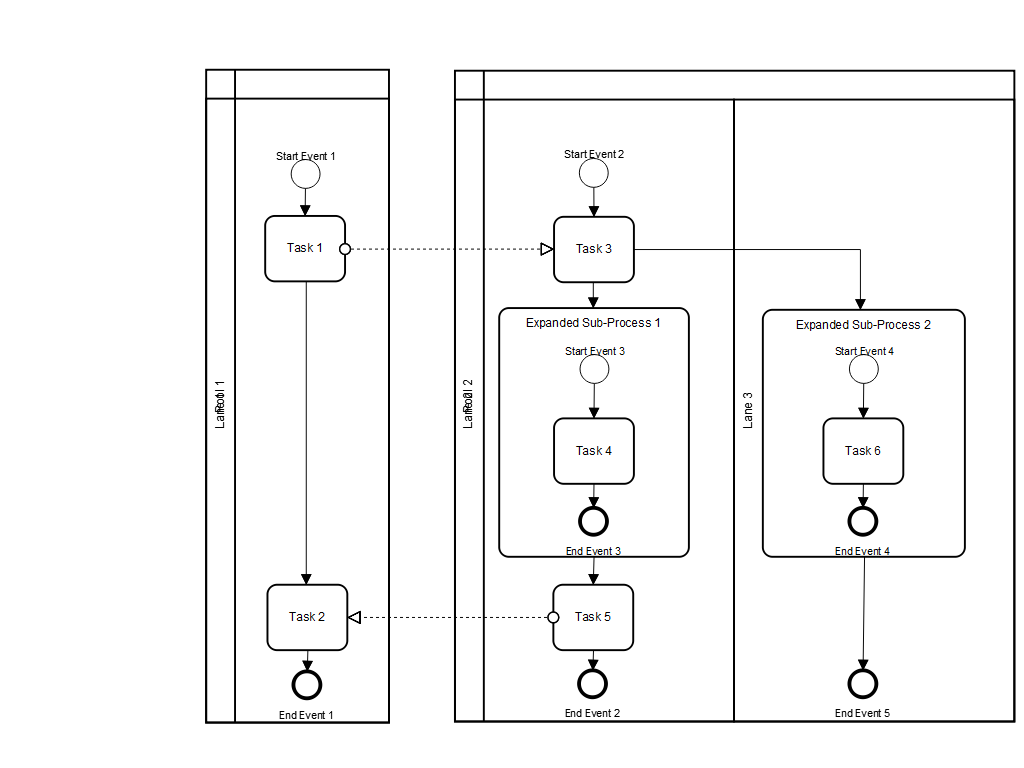 Start Event 1
Task 1
Pool 1
Lane 1
Task 2
End Event 1
Start Event 2
Task 3
Expanded Sub-Process 1
Start Event 3
Task 4
End Event 3
Pool 2
Task 5
End Event 2
Expanded Sub-Process 2
Start Event 4
Lane 3
Task 6
End Event 4
End Event 5